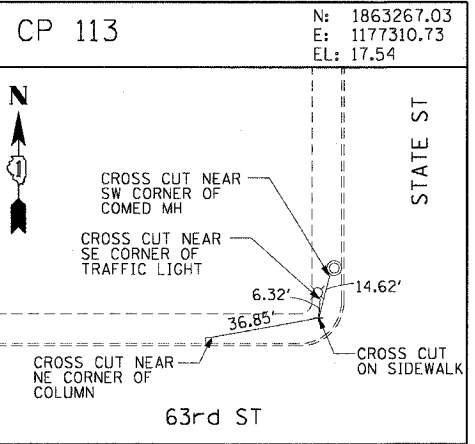 CP 113
N: 1863267.03
E: 1177310.73
EL: 17.54
N
1
STATE ST
CROSS CUT NEAR
SW CORNER OF
COMED MH
CROSS CUT NEAR
SE CORNER OF
TRAFFIC LIGHT
6.32'
14.62'
36.85'
CROSS CUT NEAR
NE CORNER OF
COLUMN
CROSS CUT
ON SIDEWALK
63rd ST